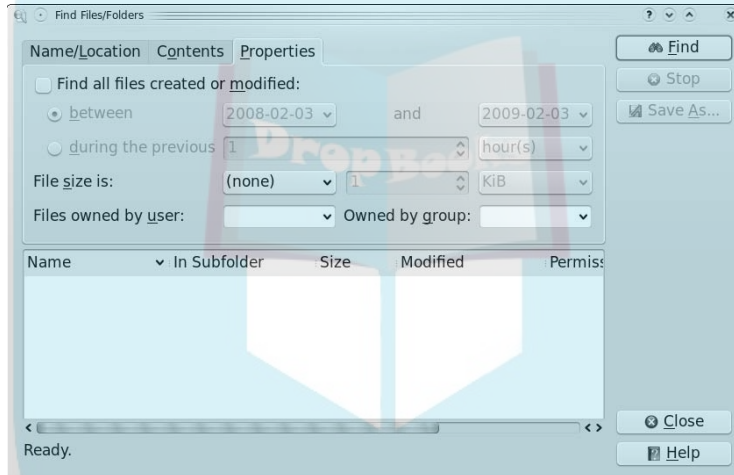 Find Files/Folders
Name/Location Contents Properties
Find all files created or modified:
between 2008-02-03 and 2009-02-03
during the previous 1 hour(s)
File size is: (none) 1 KiB
Files owned by user: Owned by group:
Name In Subfolder Size Modified Permiss
Ready.
Find
Stop
Save As...
Close
Help
DropBooks